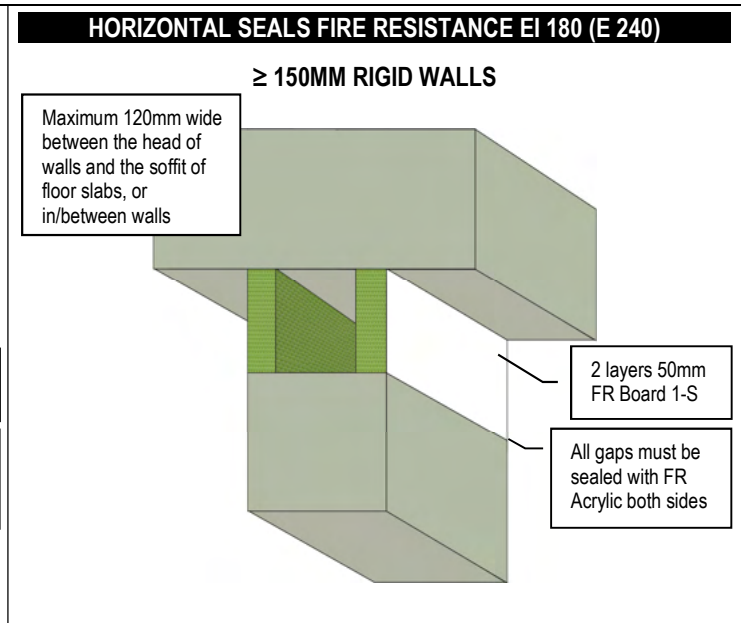 HORIZONTAL SEALS FIRE RESISTANCE EI 180 (E 240)
≥ 150MM RIGID WALLS
Maximum 120mm wide
between the head of
walls and the soffit of
floor slabs, or
in/between walls
2 layers 50mm
FR Board 1-S
All gaps must be
sealed with FR
Acrylic both sides